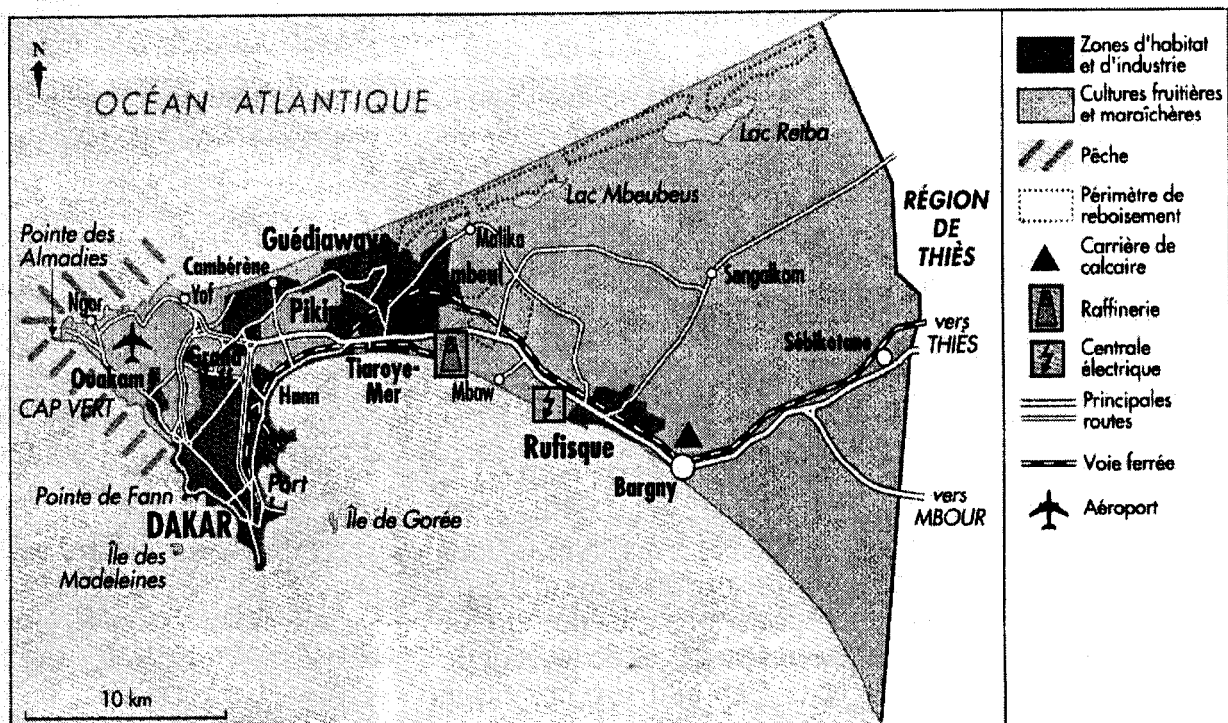 N
OCÉAN ATLANTIQUE
Lac Retba
Lac Mbeubeus
RÉGION
DE
THIÈS
Pointe des
Almadies
Guédiawaye
Malika
Cambérène
Yof
Ngor
Sangalkam
vers
THIÈS
Sébikotane
Ouakam
Grand
Hann
Tiaroye-
Mer
Mbaw
CAP VERT
Rufisque
Bargny
Pointe de Fann
Port
DAKAR
Île de Gorée
vers
MBOUR
Île des
Madeleines
10 km
Zones d'habitat
et d'industrie
Cultures fruitières
et maraîchères
Pêche
Périmètre de
reboisement
Carrière de
calcaire
Raffinerie
Centrale
électrique
Principales
routes
Voie ferrée
Aéroport